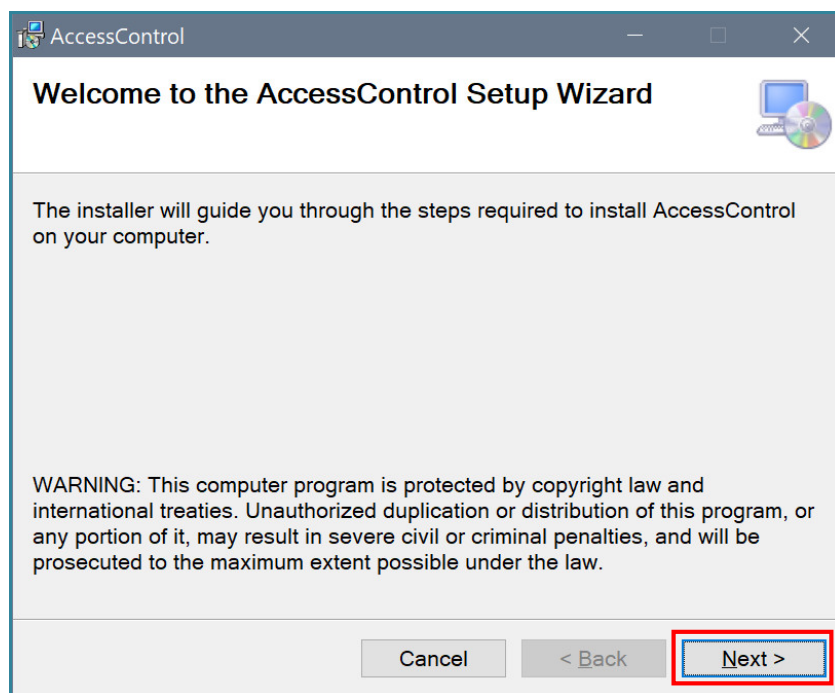 AccessControl
Welcome to the AccessControl Setup Wizard
The installer will guide you through the steps required to install AccessControl
on your computer.
WARNING: This computer program is protected by copyright law and
international treaties. Unauthorized duplication or distribution of this program, or
any portion of it, may result in severe civil or criminal penalties, and will be
prosecuted to the maximum extent possible under the law.
Cancel < Back Next >